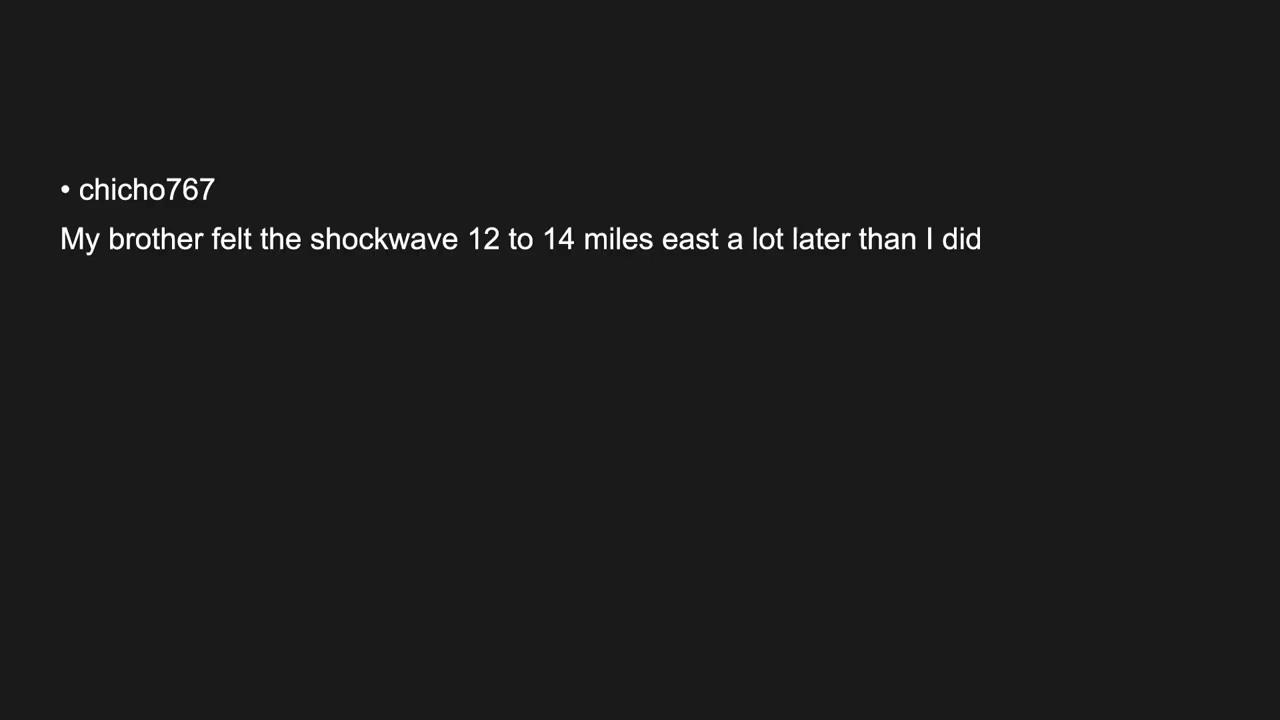 • chicho767
My brother felt the shockwave 12 to 14 miles east a lot later than I did